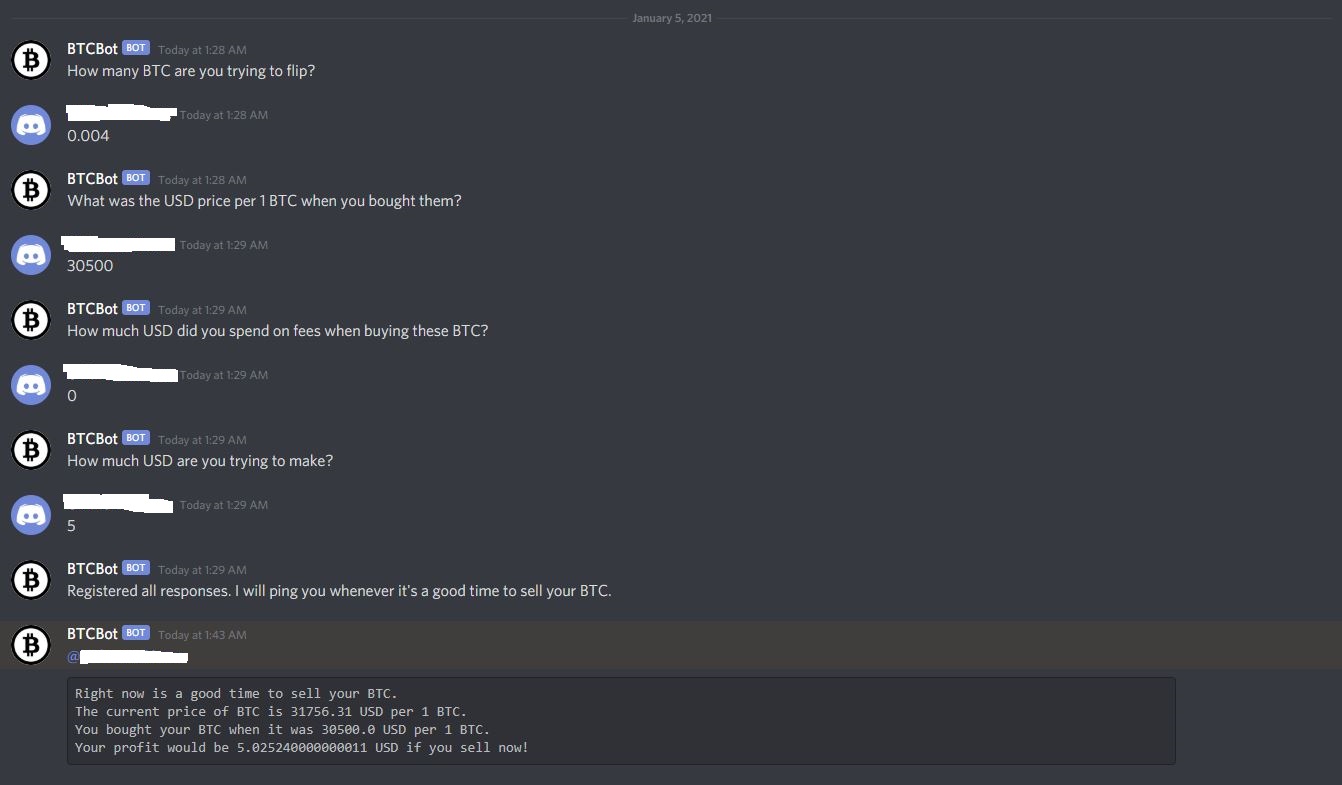 January 5, 2021
BTCBot BOT Today at 1:28 AM
How many BTC are you trying to flip?
Today at 1:28 AM
0.004
BTCBot BOT Today at 1:28 AM
What was the USD price per 1 BTC when you bought them?
Today at 1:29 AM
30500
BTCBot BOT Today at 1:29 AM
How much USD did you spend on fees when buying these BTC?
Today at 1:29 AM
0
BTCBot BOT Today at 1:29 AM
How much USD are you trying to make?
Today at 1:29 AM
5
BTCBot BOT Today at 1:29 AM
Registered all responses. I will ping you whenever it's a good time to sell your BTC.
BTCBot BOT Today at 1:43 AM
@
Right now is a good time to sell your BTC.
The current price of BTC is 31756.31 USD per 1 BTC.
You bought your BTC when it was 30500.0 USD per 1 BTC.
Your profit would be 5.025240000000011 USD if you sell now!